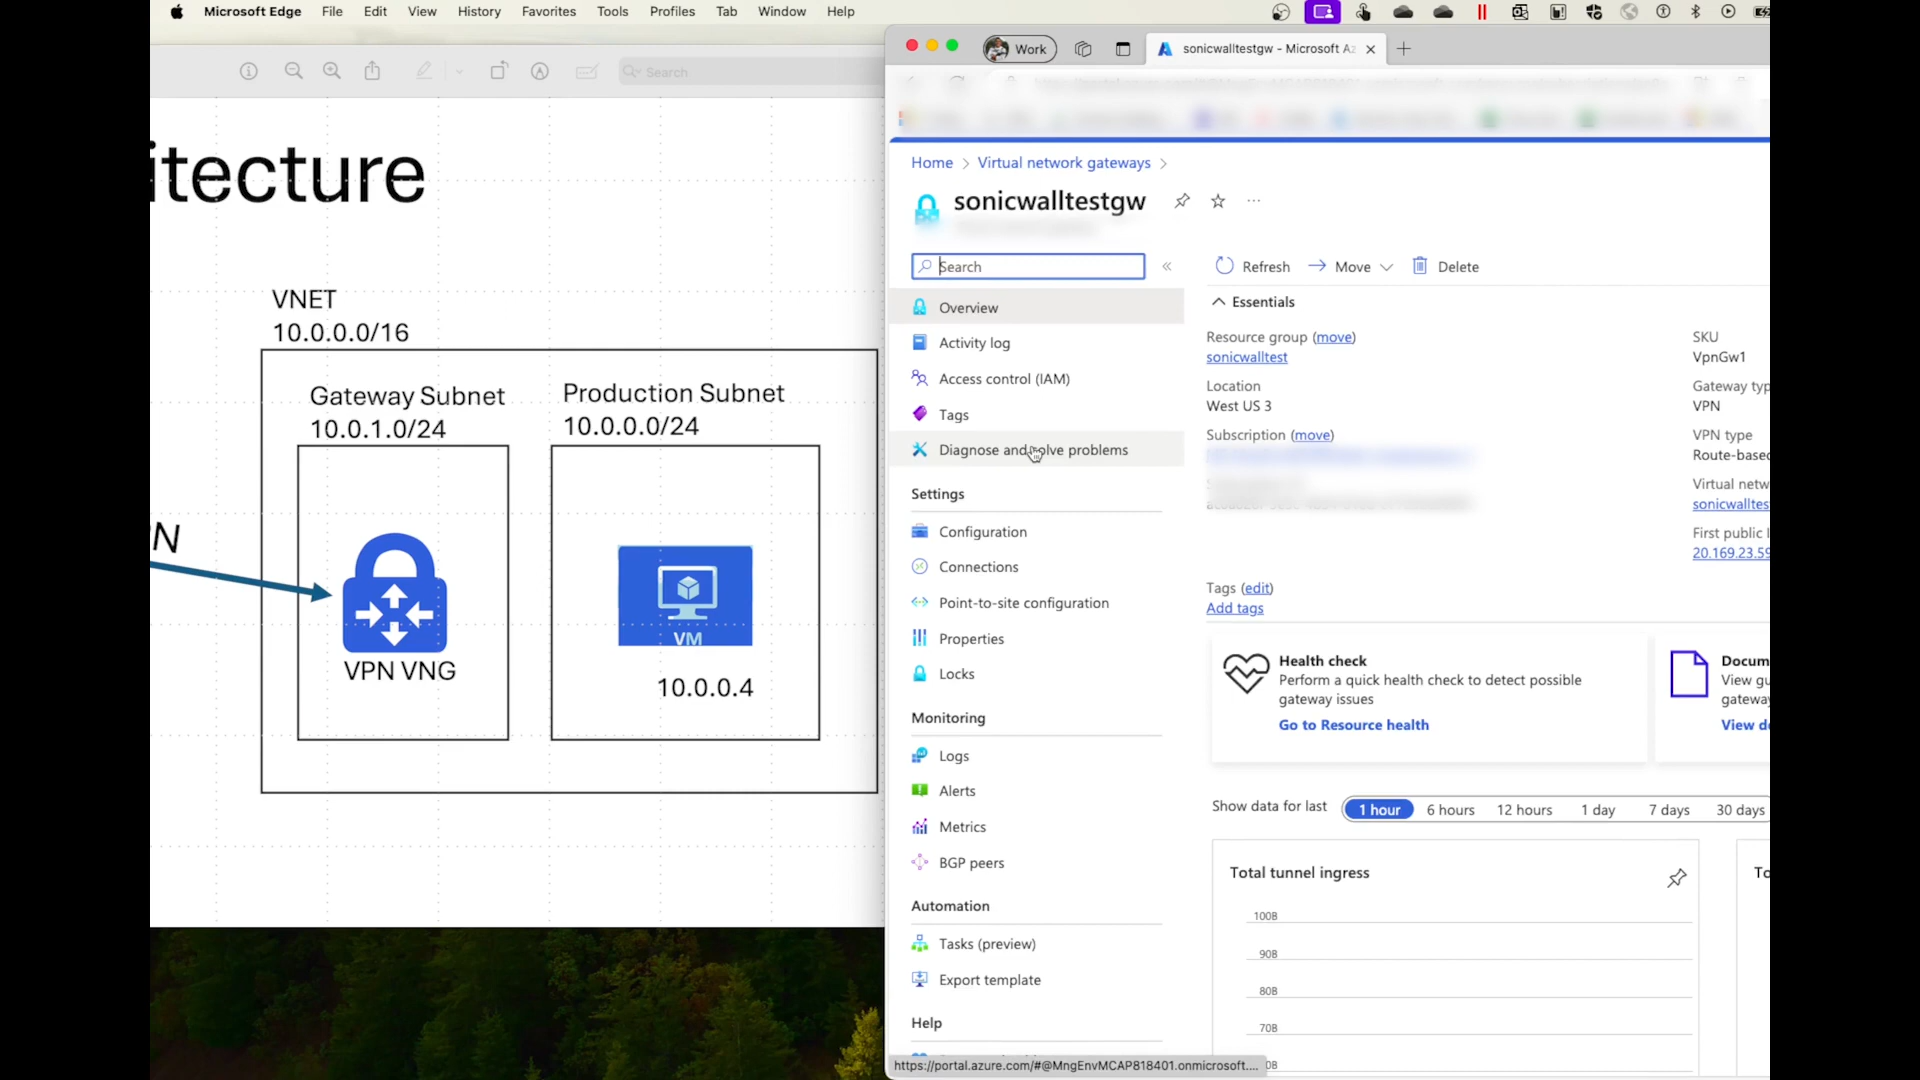 Microsoft Edge File Edit View History Favorites Tools Profiles Tab Window Help
Search
itecture
VNET
10.0.0.0/16
Gateway Subnet
10.0.1.0/24
Production Subnet
10.0.0.0/24
N
VPN VNG
VM
10.0.0.4
Work
sonicwalltestgw - Microsoft Az
Home > Virtual network gateways >
sonicwalltestgw
Search
Overview
Activity log
Access control (IAM)
Tags
Diagnose and solve problems
Settings
Configuration
Connections
Point-to-site configuration
Properties
Locks
Monitoring
Logs
Alerts
Metrics
BGP peers
Automation
Tasks (preview)
Export template
Help
Refresh Move Delete
Essentials
Resource group (move)
sonicwalltest
Location
West US 3
Subscription (move)
SKU
VpnGw1
Gateway typ
VPN
VPN type
Route-based
Virtual netw
sonicwalltes
First public I
20.169.23.59
Tags (edit)
Add tags
Health check
Perform a quick health check to detect possible
gateway issues
Go to Resource health
Docum
View gu
gateway
View do
Show data for last 1 hour 6 hours 12 hours 1 day 7 days 30 days
Total tunnel ingress
To
100B
90B
80B
70B
0B
https://portal.azure.com/#@MngEnvMCAP818401.onmicrosoft....